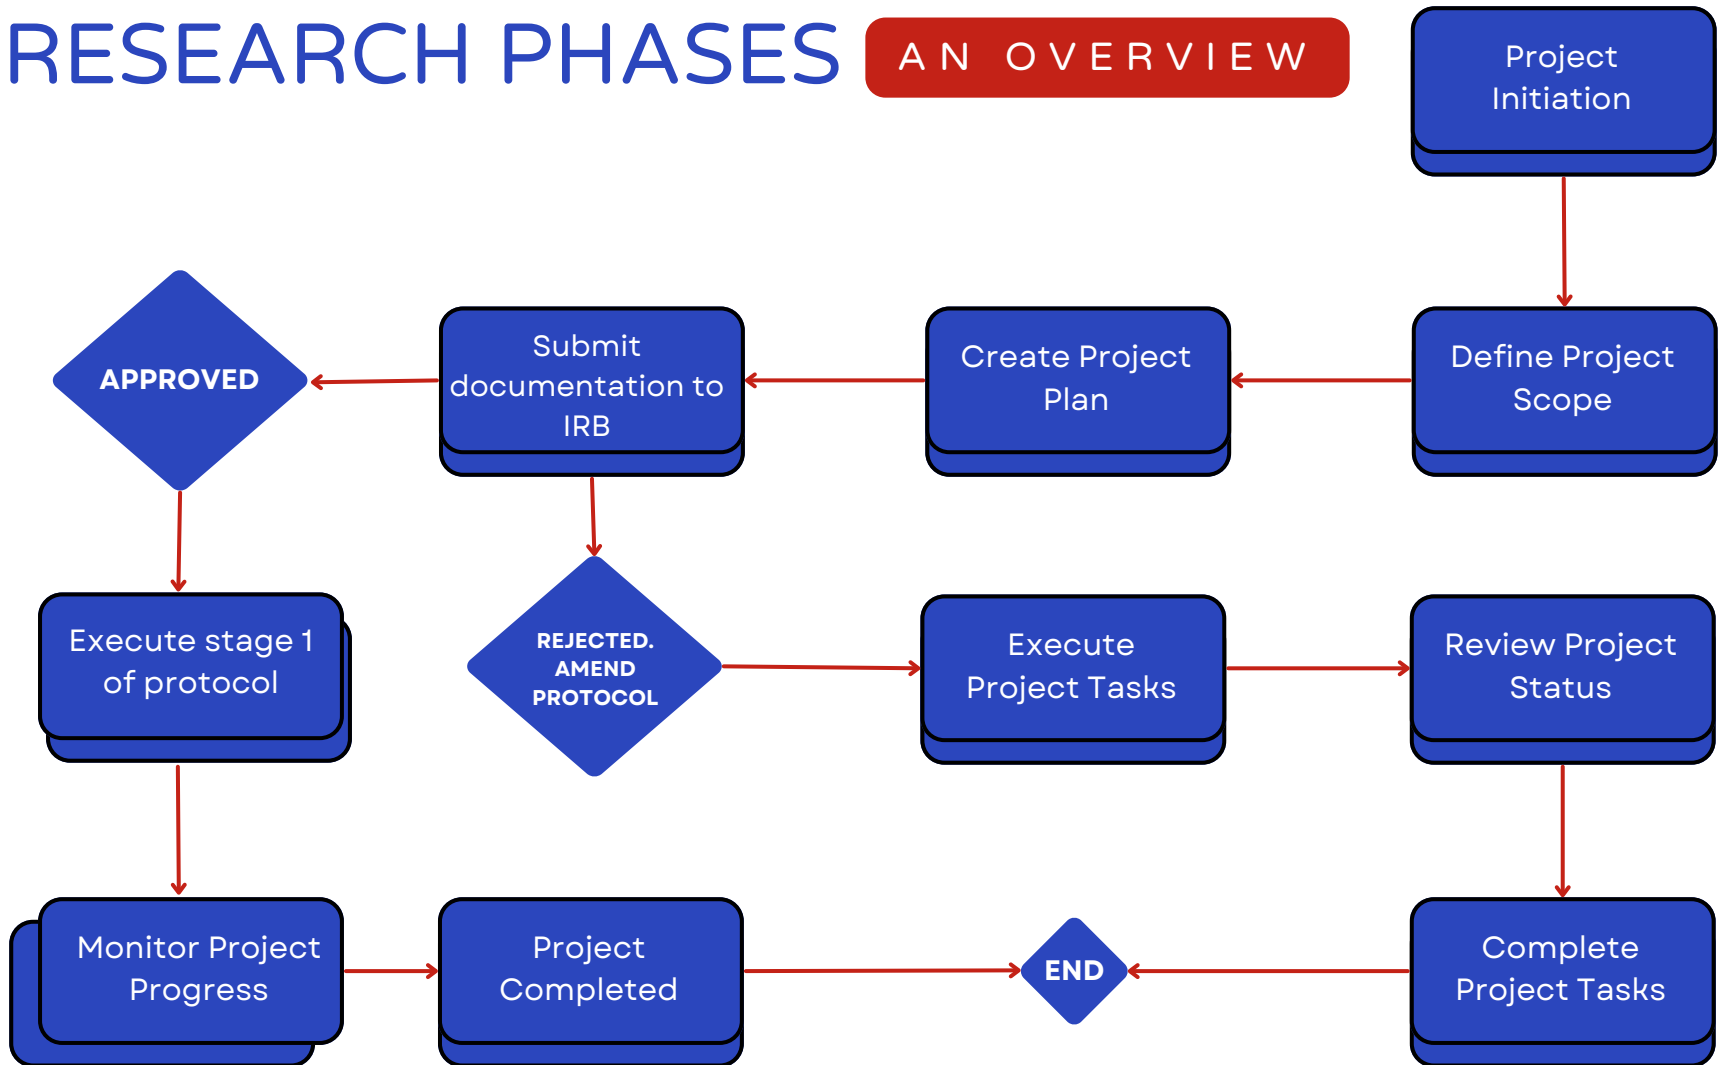 RESEARCH PHASES
AN OVERVIEW
Project
Initiation
APPROVED
Submit
documentation to
IRB
Create Project
Plan
Define Project
Scope
Execute stage 1
of protocol
REJECTED.
AMEND
PROTOCOL
Execute
Project Tasks
Review Project
Status
Monitor Project
Progress
Project
Completed
END
Complete
Project Tasks